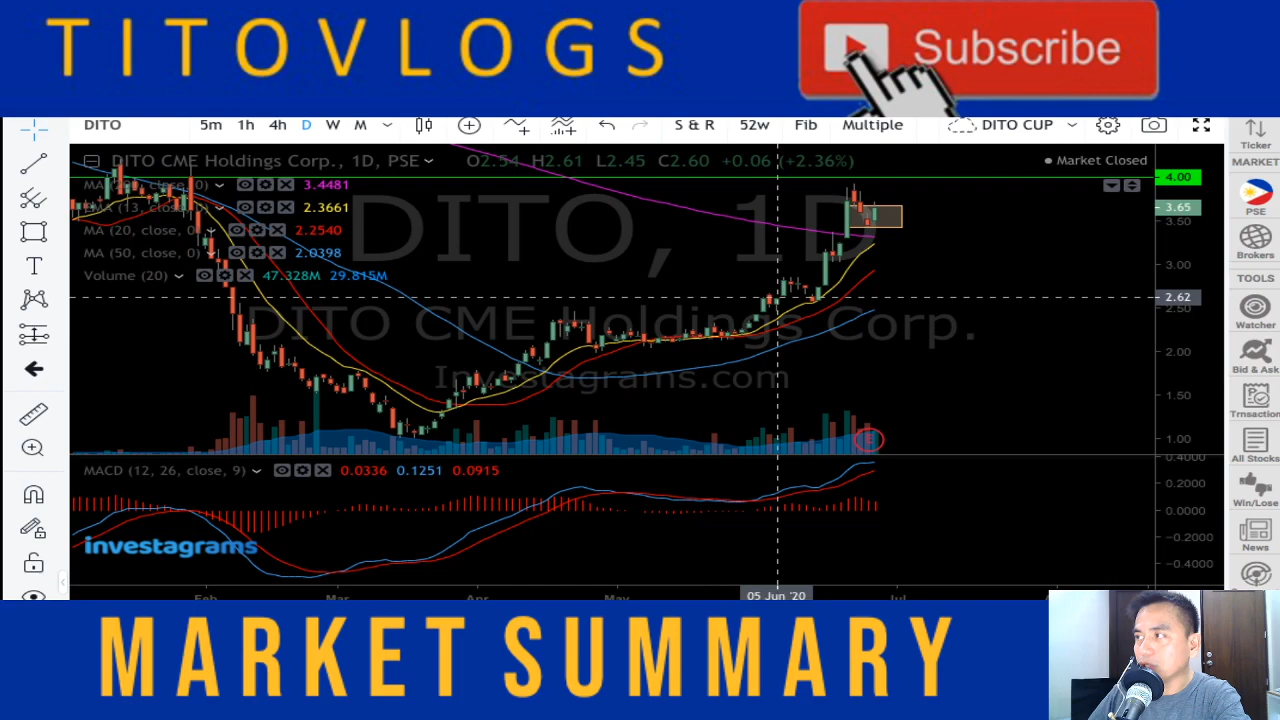 TITOVLOGS
Subscribe
DITO
5m 1h 4h D W M
S & R 52w Fib Multiple
DITO CUP
DITO CME Holdings Corp., 1D, PSE
O2.54 H2.61 L2.45 C2.60 +0.06 (+2.36%)
Market Closed
3.4481
MA (13, close, 0) 2.3661
MA (20, close, 0) 2.2540
MA (50, close, 0) 2.0398
Volume (20) 47.328M 29.815M
DITO, 1D
DITO CME Holdings Corp.
Investagrams.com
4.00
3.65
3.50
3.00
2.62
2.50
2.00
1.50
1.00
E
MACD (12, 26, close, 9) 0.0336 0.1251 0.0915
0.4000
0.2000
0.0000
-0.2000
-0.4000
investagrams
Feb Mar Apr May 05 Jun '20 Jul
Ticker
MARKET
PSE
Brokers
TOOLS
Watcher
Bid & Ask
Trnsaction
All Stocks
Win/Lose
News
MARKET SUMMARY